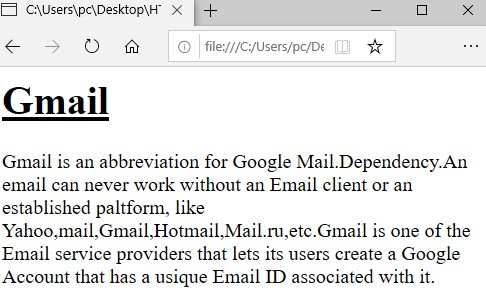 C:\Users\pc\Desktop\HT
file:///C:/Users/pc/De
Gmail
Gmail is an abbreviation for Google Mail.Dependency.An
email can never work without an Email client or an
established paltform, like
Yahoo,mail,Gmail,Hotmail,Mail.ru,etc.Gmail is one of the
Email service providers that lets its users create a Google
Account that has a usique Email ID associated with it.